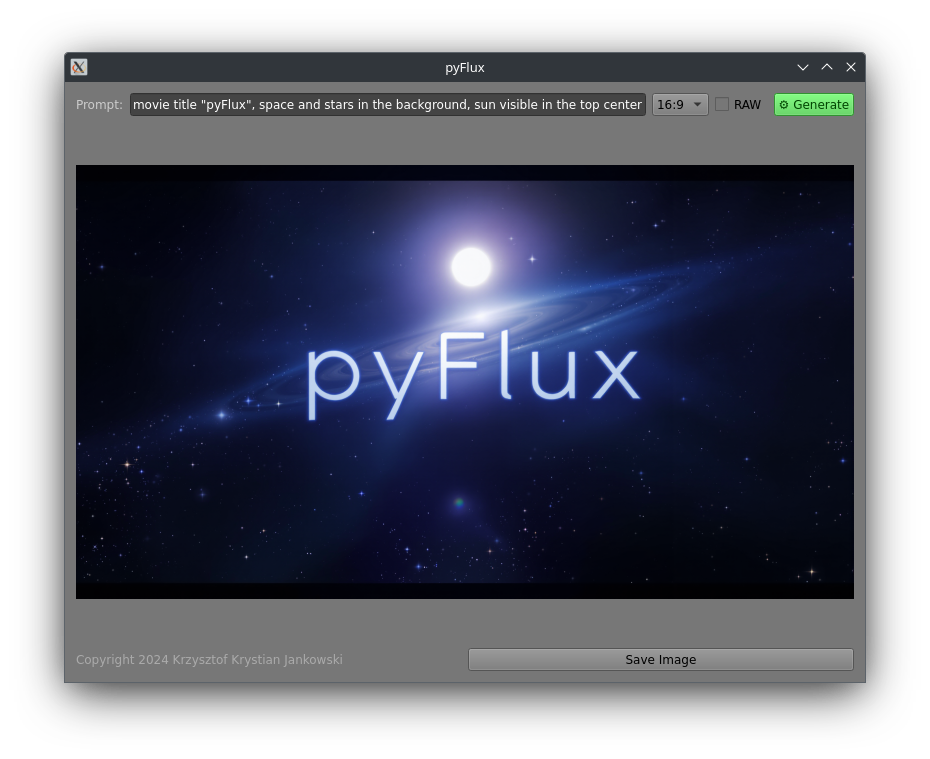 pyFlux
Prompt: movie title "pyFlux", space and stars in the background, sun visible in the top center 16:9 RAW Generate
pyFlux
Copyright 2024 Krzysztof Krystian Jankowski Save Image